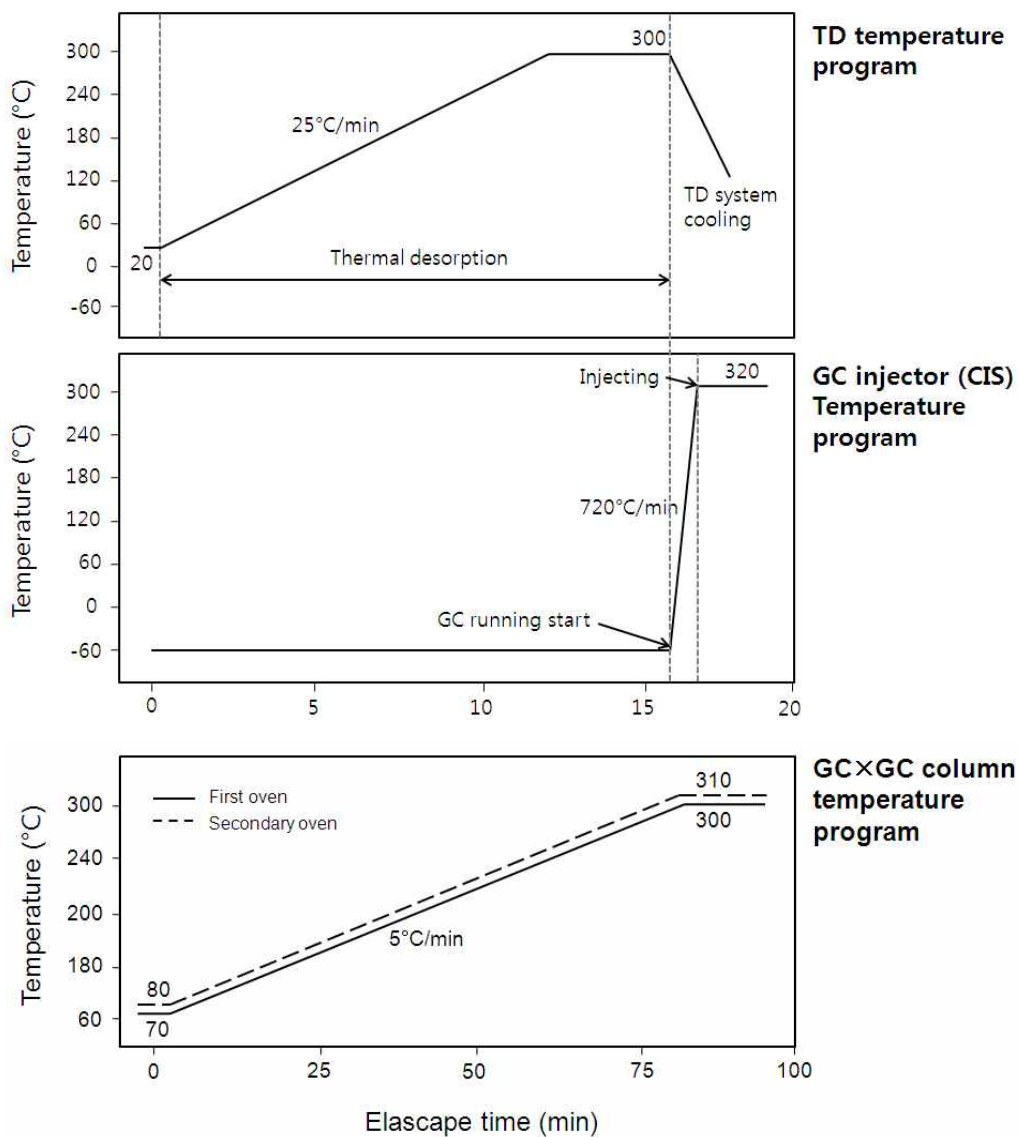 TD temperature
program
Temperature (°C)
300
240
180
120
60
0
-60
300
25°C/min
20
Thermal desorption
TD system
cooling
GC injector (CIS)
Temperature
program
Temperature (°C)
300
240
180
120
60
0
-60
Injecting
320
720°C/min
GC running start
0
5
10
15
20
GC×GC column
temperature
program
Temperature (°C)
300
240
200
180
60
First oven
Secondary oven
310
300
5°C/min
80
70
0
25
50
75
100
Elascape time (min)